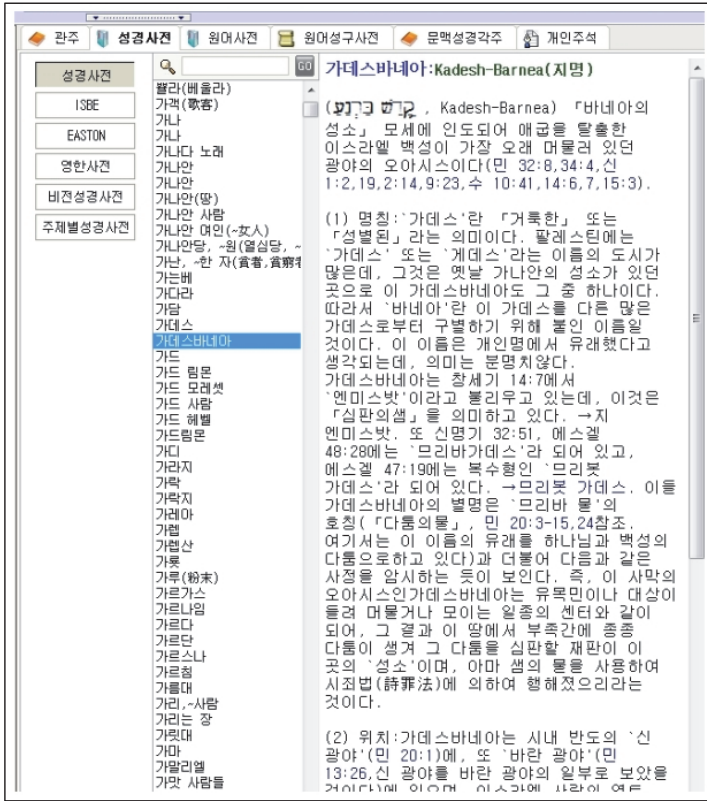 관주
성경사전
원어사전
원어성구사전
문맥성경각주
개인주석
성경사전
ISBE
EASTON
영한사전
비전성경사전
주제별성경사전
GO
뿔라(베울라)
가객(歌客)
가나
가나
가나다 노래
가나안
가나안
가나안(땅)
가나안 사람
가나안 여인(~女人)
가나안당, ~원(열심당, ~
가난, ~한 자(貧者,貧窮者
가는베
가다라
가담
가데스
가데스바네아
가드
가드 림몬
가드 모레셋
가드 사람
가드 헤벨
가드림몬
가디
가라지
가락
가락지
가레아
가렙
가렙산
가룟
가루(粉末)
가르가스
가르나임
가르다
가르단
가르스나
가르침
가름대
가리,~사람
가리는 장
가릿대
가마
가말리엘
가맛 사람들
가데스바네아:Kadesh-Barnea(지명)
(קָדֵשׁ בַּרְנֵעַ , Kadesh-Barnea) 「바네아의
성소」 모세에 인도되어 애굽을 탈출한
이스라엘 백성이 가장 오래 머물러 있던
광야의 오아시스이다(민 32:8,34:4,신
1:2,19,2:14,9:23,수 10:41,14:6,7,15:3).
(1) 명칭:`가데스'란 「거룩한」 또는
「성별된」라는 의미이다. 팔레스틴에는
`가데스' 또는 `게데스'라는 이름의 도시가
많은데, 그것은 옛날 가나안의 성소가 있던
곳으로 이 가데스바네아도 그 중 하나이다.
따라서 `바네아'란 이 가데스를 다른 많은
가데스로부터 구별하기 위해 붙인 이름일
것이다. 이 이름은 개인명에서 유래했다고
생각되는데, 의미는 분명치않다.
가데스바네아는 창세기 14:7에서
`엔미스밧'이라고 불리우고 있는데, 이것은
「심판의샘」을 의미하고 있다. →지
엔미스밧. 또 신명기 32:51, 에스겔
48:28에는 `므리바가데스'라 되어 있고,
에스겔 47:19에는 복수형인 `므리봇
가데스'라 되어 있다. →므리봇 가데스. 이들
가데스바네아의 별명은 `므리바 물'의
호칭(「다툼의물」, 민 20:3-15,24참조.
여기서는 이 이름의 유래를 하나님과 백성의
다툼으로하고 있다)과 더불어 다음과 같은
사정을 암시하는 듯이 보인다. 즉, 이 사막의
오아시스인가데스바네아는 유목민이나 대상이
들려 머물거나 모이는 일종의 센터와 같이
되어, 그 결과 이 땅에서 부족간에 종종
다툼이 생겨 그 다툼을 심판할 재판이 이
곳의 `성소'이며, 아마 샘의 물을 사용하여
시죄법(詩罪法)에 의하여 행해졌으리라는
것이다.
(2) 위치:가데스바네아는 시내 반도의 `신
광야'(민 20:1)에, 또 `바란 광야'(민
13:26,신 광야를 바란 광야의 일부로 보았을